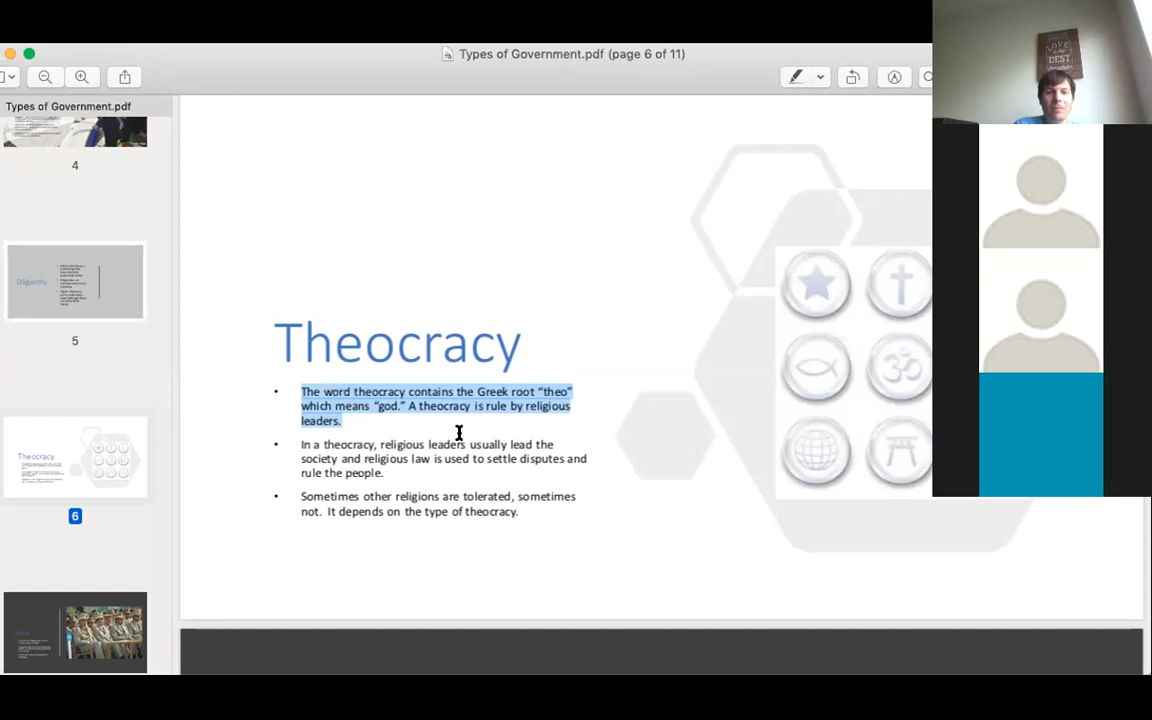 Types of Government.pdf (page 6 of 11)
Types of Government.pdf
4
Oligarchy
5
Theocracy
6
Theocracy
• The word theocracy contains the Greek root “theo”
which means “god.” A theocracy is rule by religious
leaders.
• In a theocracy, religious leaders usually lead the
society and religious law is used to settle disputes and
rule the people.
• Sometimes other religions are tolerated, sometimes
not. It depends on the type of theocracy.
BEST